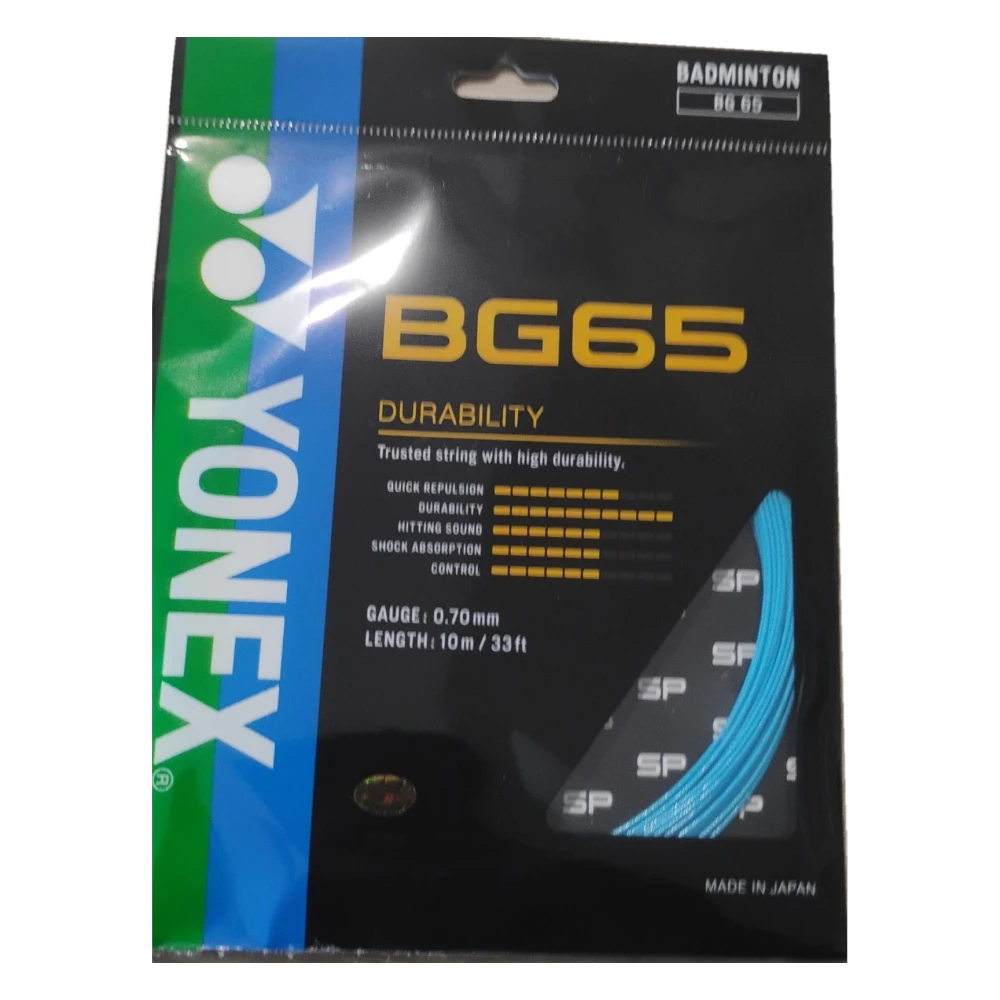 BADMINTON
BG 65
YONEX®
BG65
DURABILITY
Trusted string with high durability.
QUICK REPULSION
DURABILITY
HITTING SOUND
SHOCK ABSORPTION
CONTROL
GAUGE: 0.70mm
LENGTH: 10m / 33ft
SP
SP
SP
SP
SP
MADE IN JAPAN